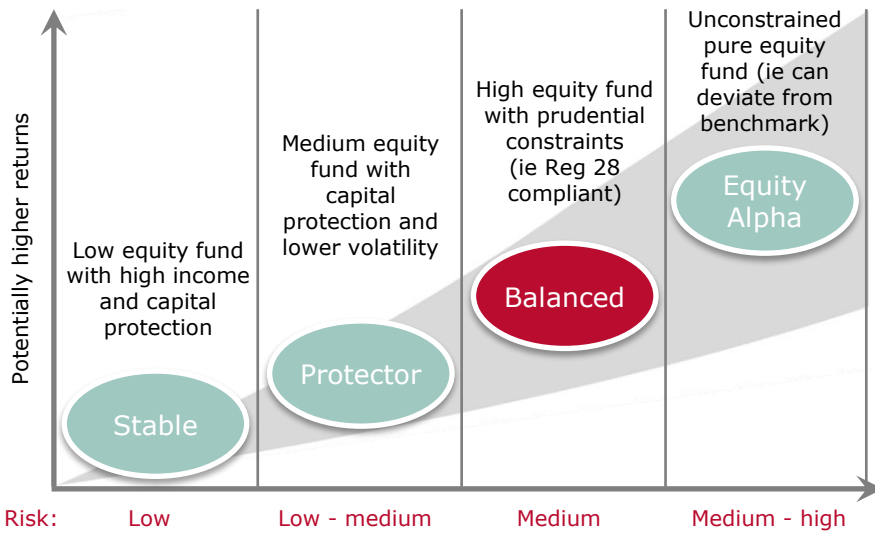 Potentially higher returns
Low equity fund
with high income
and capital
protection
Stable
Medium equity
fund with
capital
protection and
lower volatility
Protector
High equity fund
with prudential
constraints
(ie Reg 28
compliant)
Balanced
Unconstrained
pure equity
fund (ie can
deviate from
benchmark)
Equity
Alpha
Risk: Low Low - medium Medium Medium - high